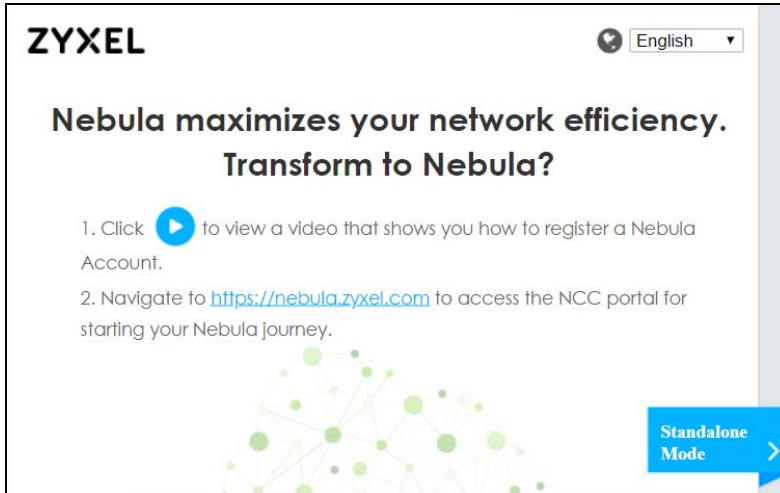 ZYXEL
English
Nebula maximizes your network efficiency.
Transform to Nebula?
1. Click to view a video that shows you how to register a Nebula
Account.
2. Navigate to https://nebula.zyxel.com to access the NCC portal for
starting your Nebula journey.
Standalone
Mode